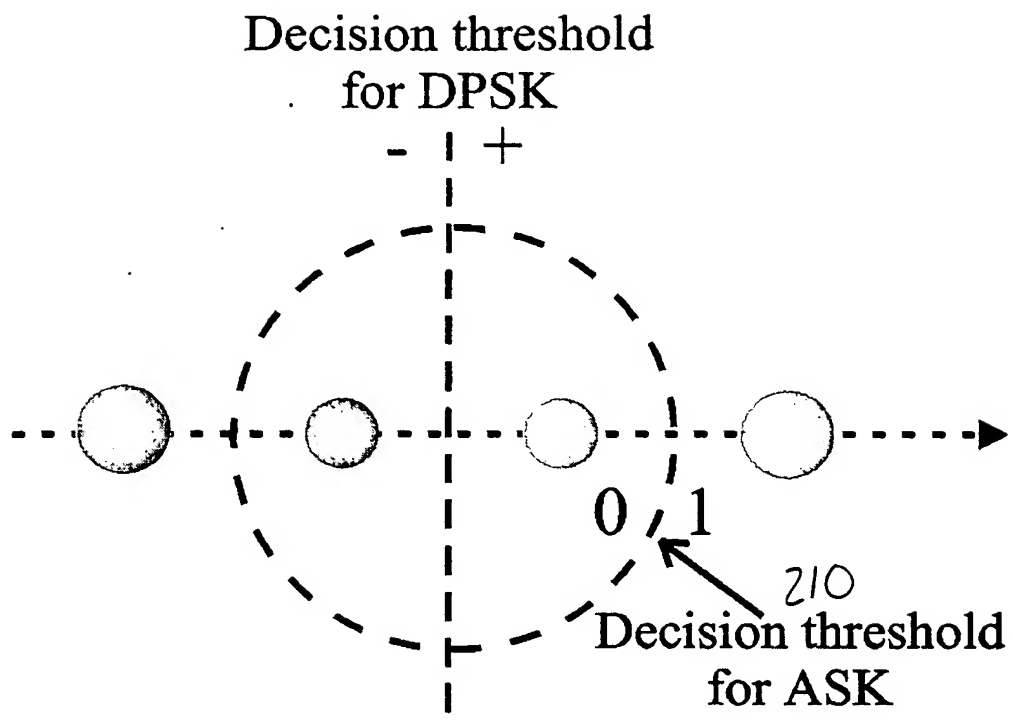 Decision threshold
for DPSK
- +
0 1
210
Decision threshold
for ASK